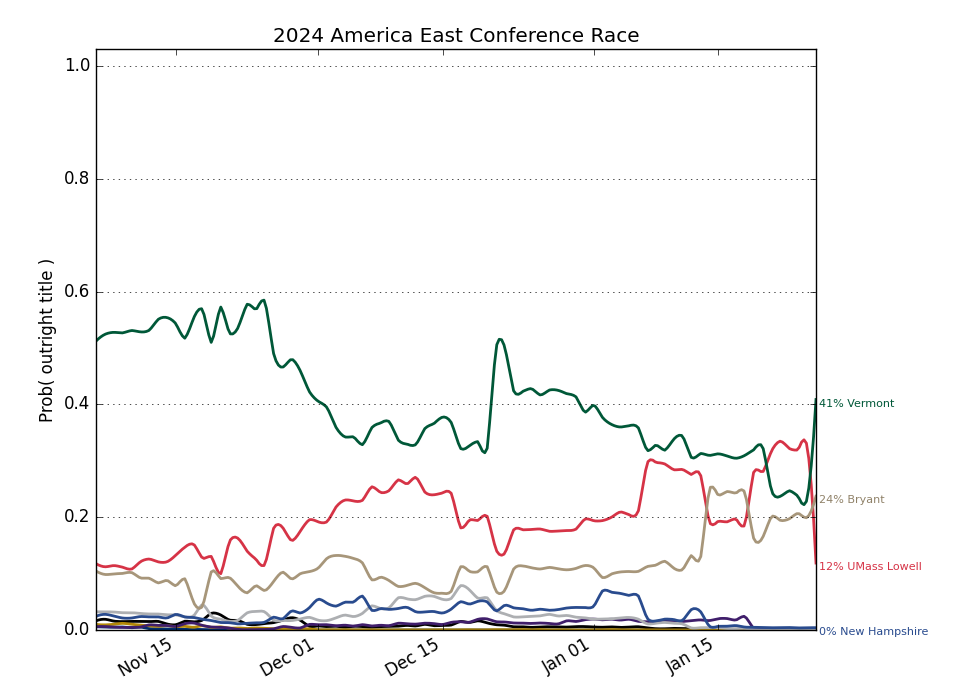 2024 America East Conference Race
Prob( outright title )
1.0
0.8
0.6
0.4
0.2
0.0
Nov 15
Dec 01
Dec 15
Jan 01
Jan 15
41% Vermont
24% Bryant
12% UMass Lowell
0% New Hampshire